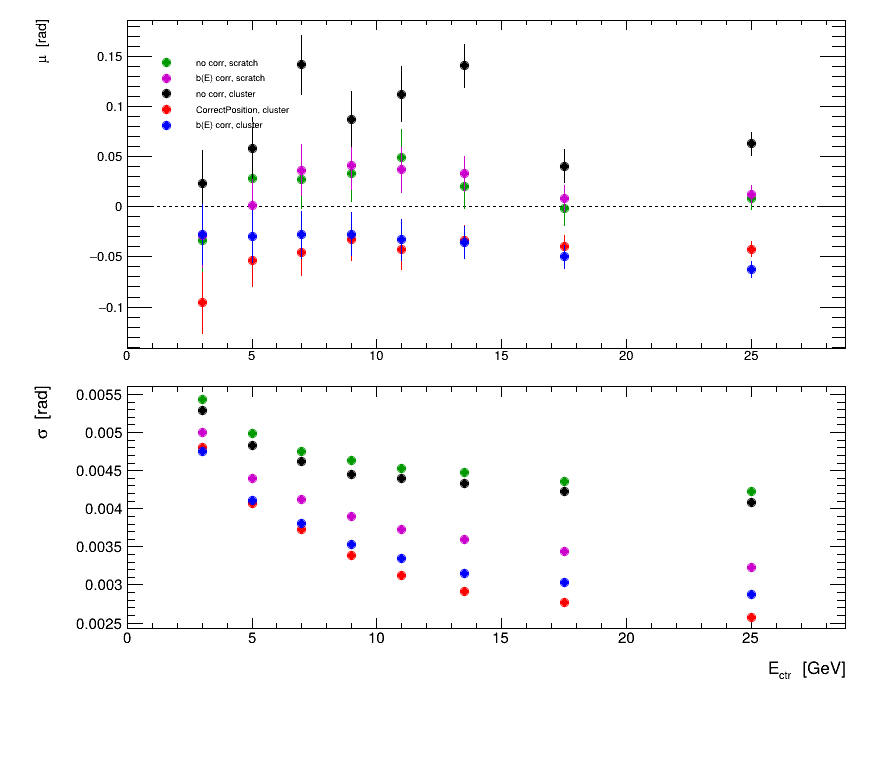 μ [rad]
0.15
0.1
0.05
0
−0.05
−0.1
no corr, scratch
b(E) corr, scratch
no corr, cluster
CorrectPosition, cluster
b(E) corr, cluster
0 5 10 15 20 25
σ [rad]
0.0055
0.005
0.0045
0.004
0.0035
0.003
0.0025
0 5 10 15 20 25
E_ctr [GeV]